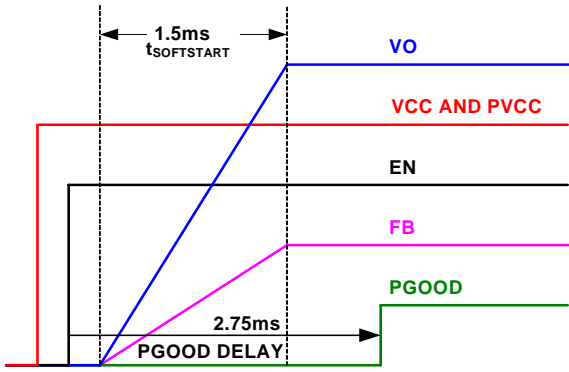 1.5ms
tSOFTSTART
VO
VCC AND PVCC
EN
FB
PGOOD
2.75ms
PGOOD DELAY